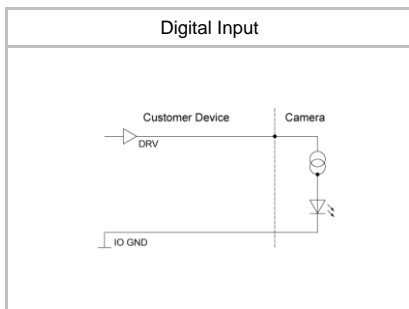 Digital Input
Customer Device
Camera
DRV
IO GND